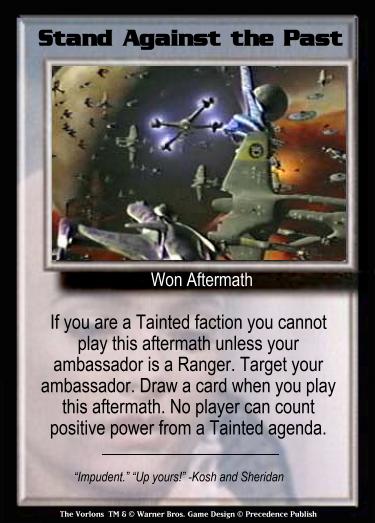 Stand Against the Past
Won Aftermath
If you are a Tainted faction you cannot
play this aftermath unless your
ambassador is a Ranger. Target your
ambassador. Draw a card when you play
this aftermath. No player can count
positive power from a Tainted agenda.
“Impudent.” “Up yours!” -Kosh and Sheridan
The Vorlons TM & © Warner Bros. Game Design © Precedence Publish